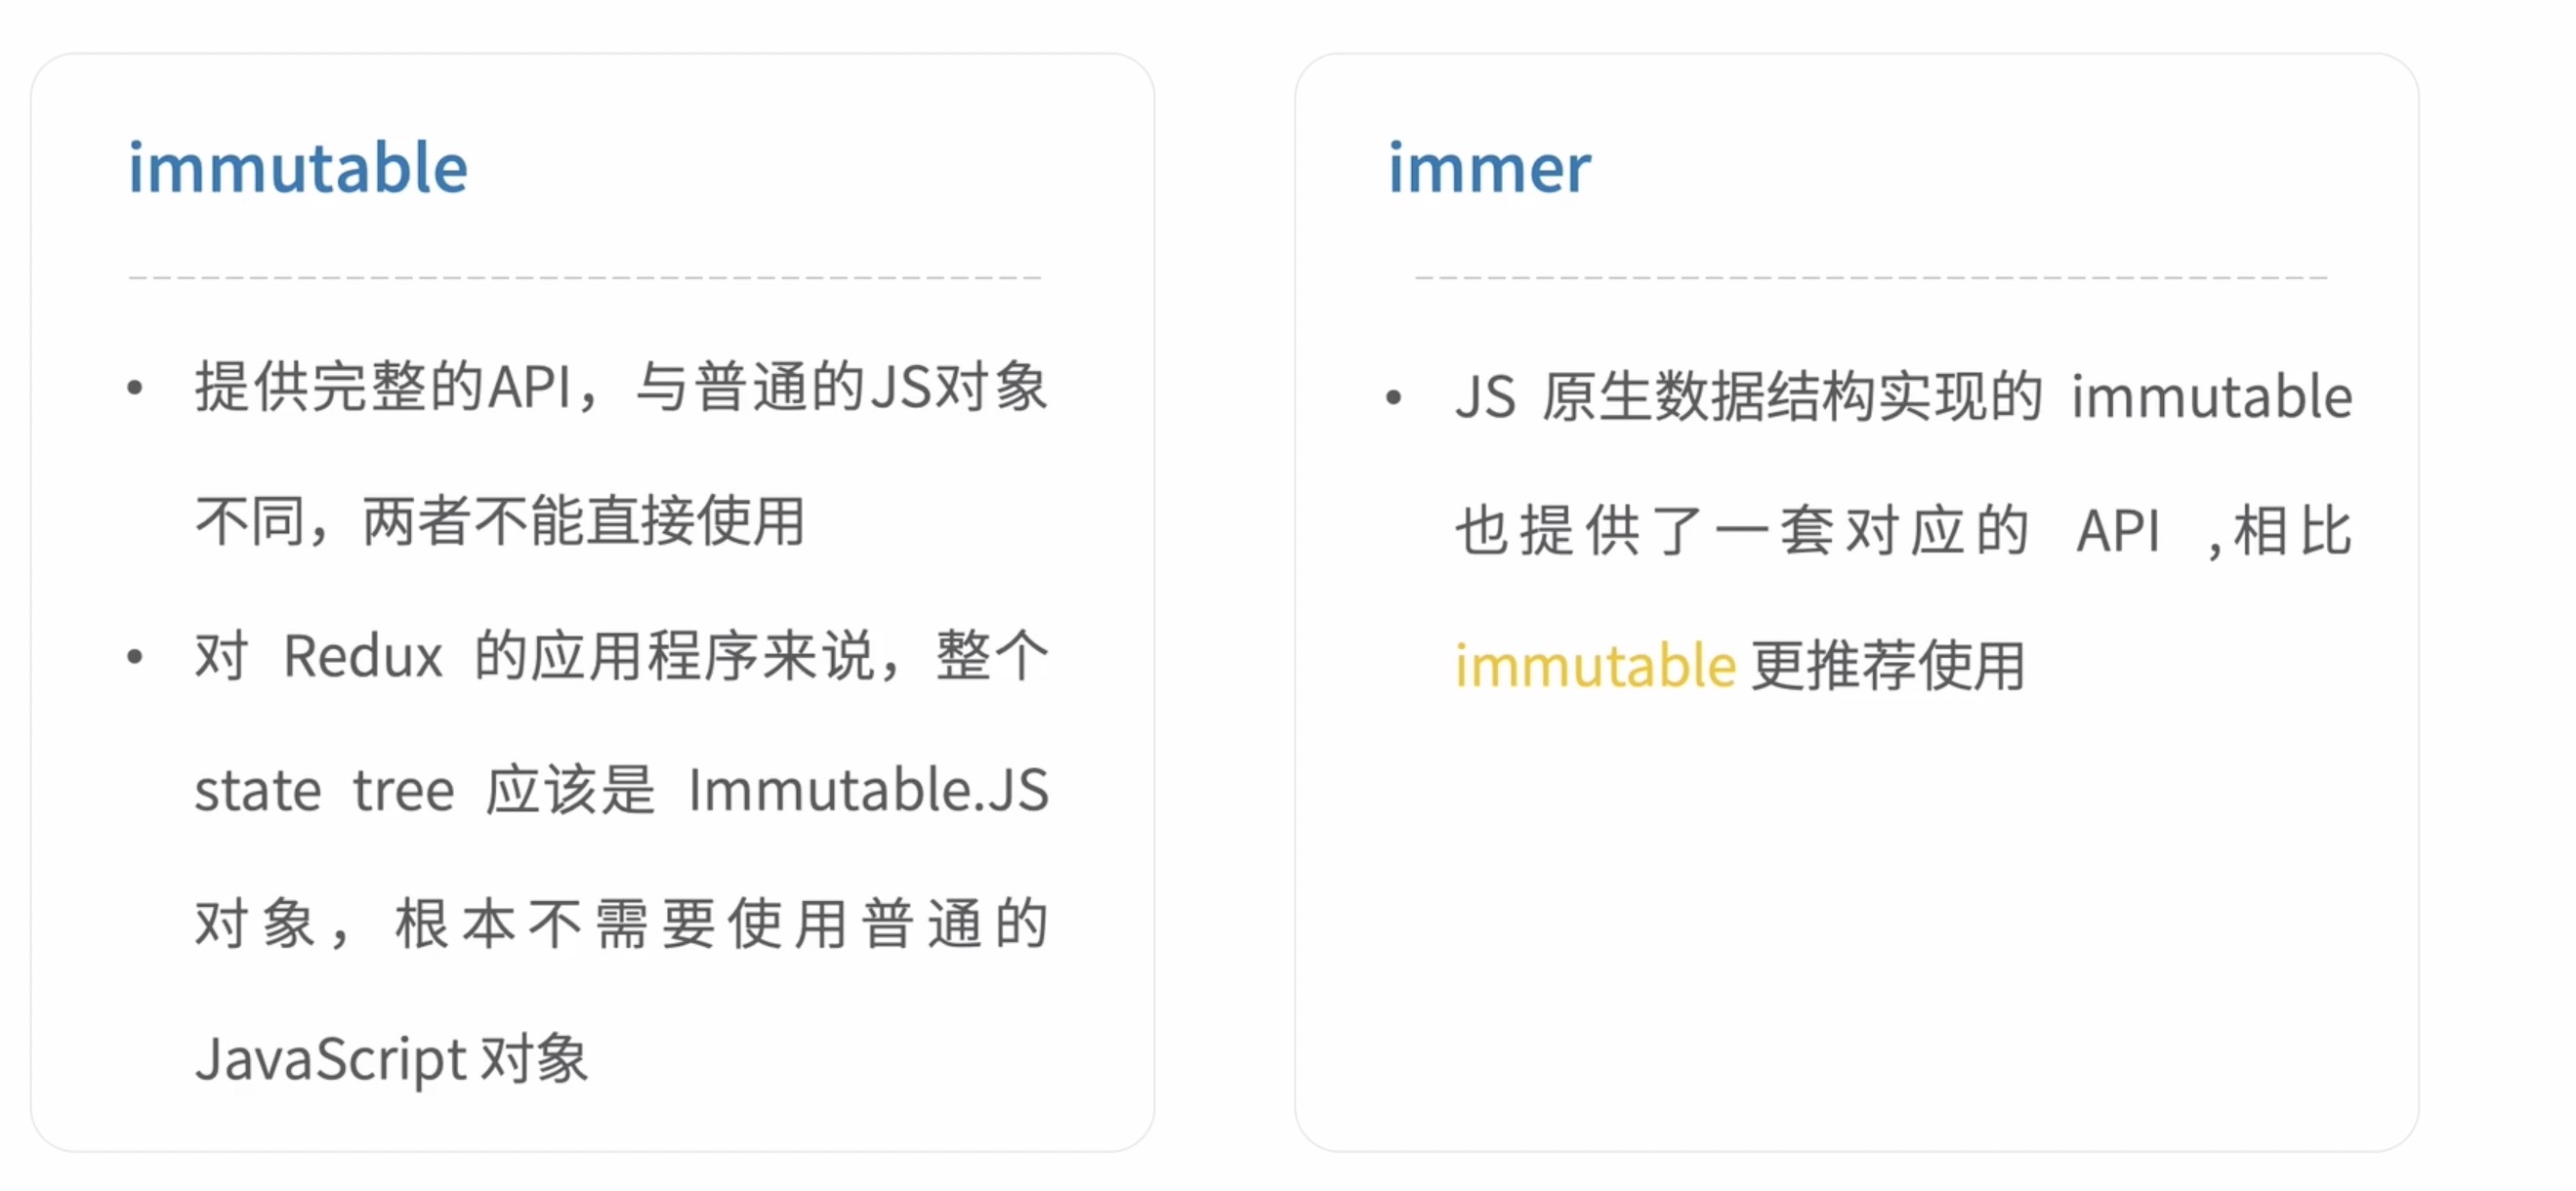 immutable
• 提供完整的API，与普通的JS对象
不同，两者不能直接使用
• 对 Redux 的应用程序来说，整个
state tree 应该是 Immutable.JS
对象，根本不需要使用普通的
JavaScript 对象
immer
• JS 原生数据结构实现的 immutable
也提供了一套对应的 API ,相比
immutable 更推荐使用